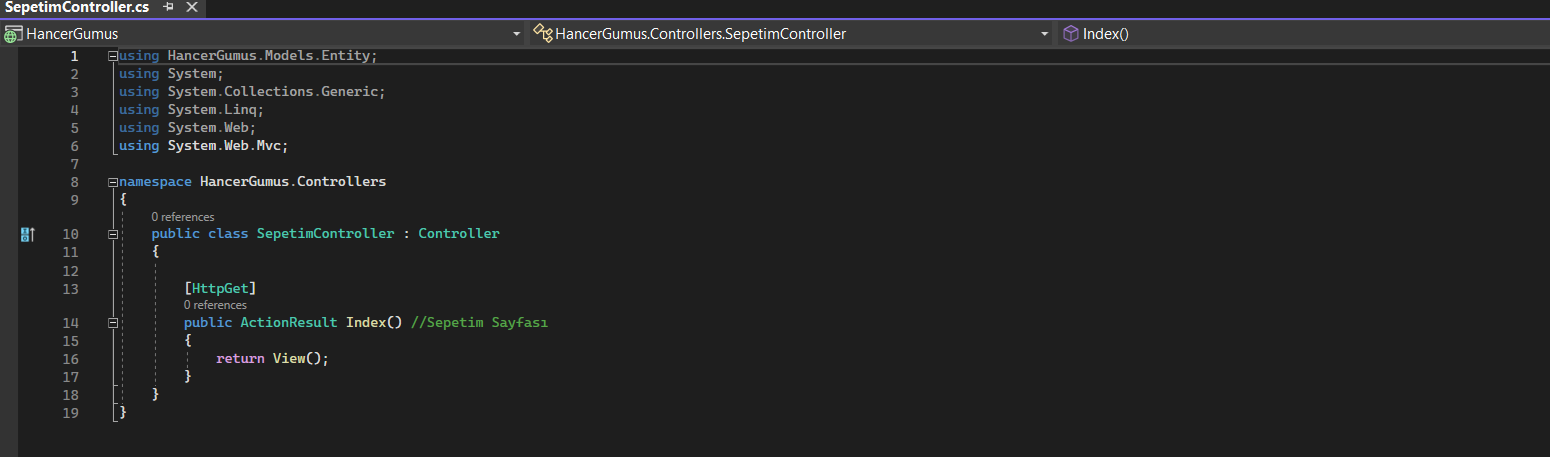 SepetimController.cs
HancerGumus HancerGumus.Controllers.SepetimController Index()
1 using HancerGumus.Models.Entity;
2 using System;
3 using System.Collections.Generic;
4 using System.Linq;
5 using System.Web;
6 using System.Web.Mvc;
7
8 namespace HancerGumus.Controllers
9 {
0 references
10 public class SepetimController : Controller
11 {
12
13 [HttpGet]
0 references
14 public ActionResult Index() //Sepetim Sayfası
15 {
16 return View();
17 }
18 }
19 }